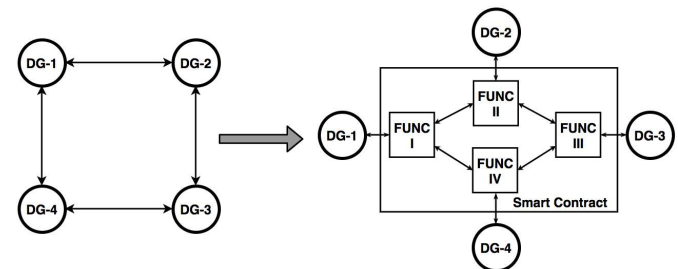 DG-1
DG-2
DG-4
DG-3
DG-2
DG-1
FUNC
I
FUNC
II
FUNC
III
FUNC
IV
DG-3
Smart Contract
DG-4